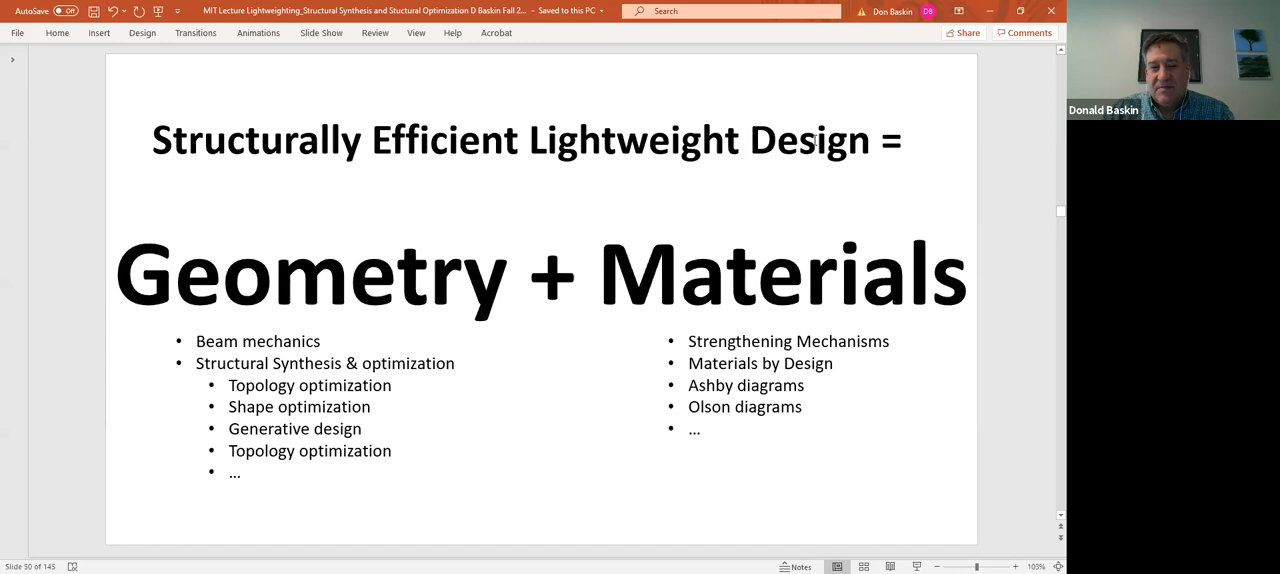 AutoSave Off MIT Lecture Lightweighting_Structural Synthesis and Stuctural Optimization D Baskin Fall 2... - Saved to this PC Search Don Baskin DB
File Home Insert Design Transitions Animations Slide Show Review View Help Acrobat Share Comments
Donald Baskin
Structurally Efficient Lightweight Design =
Geometry + Materials
• Beam mechanics
• Structural Synthesis & optimization
• Topology optimization
• Shape optimization
• Generative design
• Topology optimization
• ...
• Strengthening Mechanisms
• Materials by Design
• Ashby diagrams
• Olson diagrams
• ...
Slide 50 of 145 Notes 103%